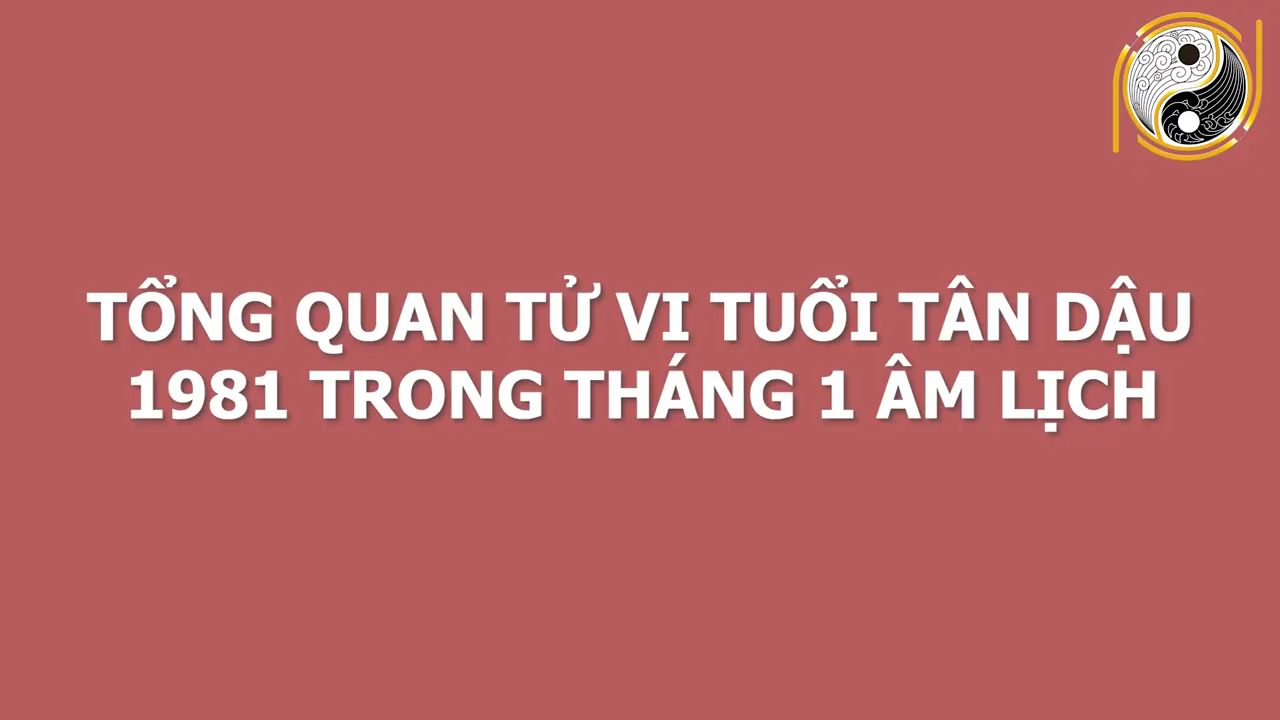 TỔNG QUAN TỬ VI TUỔI TÂN DẬU
1981 TRONG THÁNG 1 ÂM LỊCH